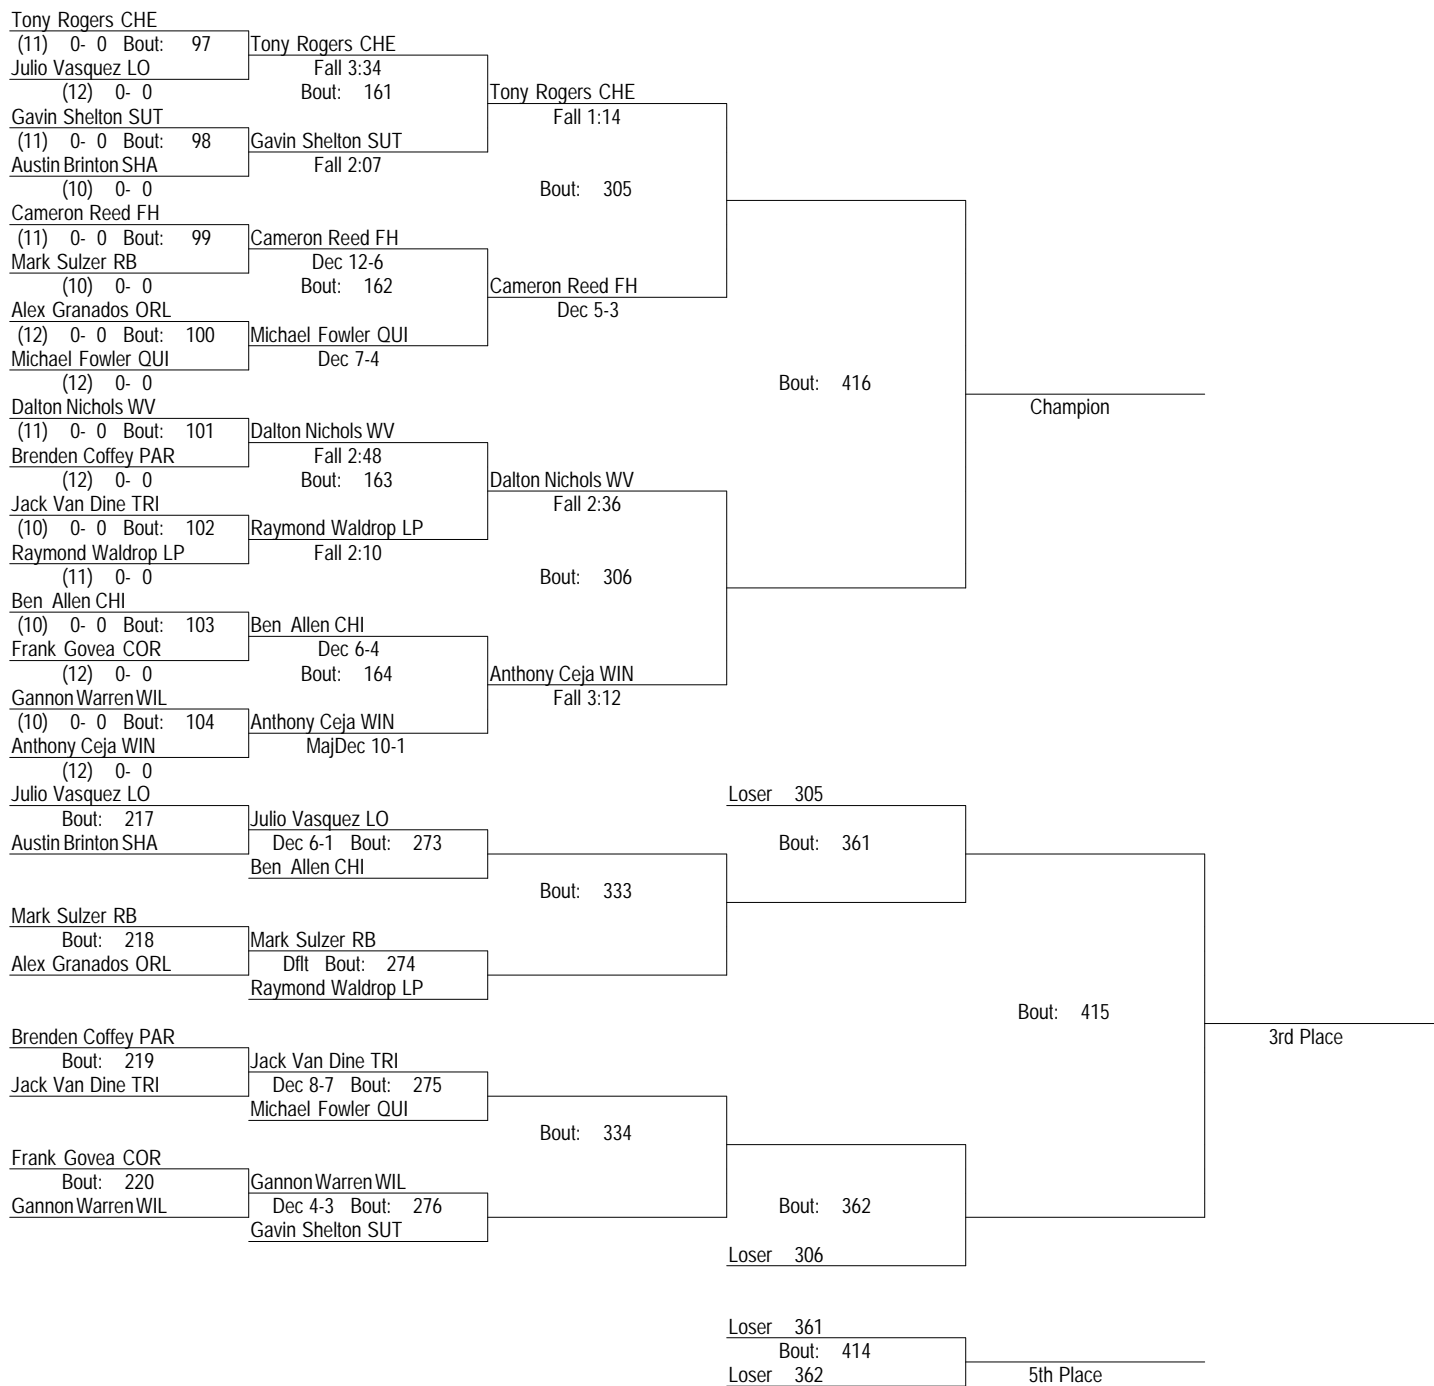 Tony Rogers CHE
(11) 0- 0 Bout: 97 Tony Rogers CHE
Julio Vasquez LO Fall 3:34
(12) 0- 0 Bout: 161 Tony Rogers CHE
Gavin Shelton SUT Fall 1:14
(11) 0- 0 Bout: 98 Gavin Shelton SUT
Austin Brinton SHA Fall 2:07
(10) 0- 0 Bout: 305
Cameron Reed FH
(11) 0- 0 Bout: 99 Cameron Reed FH
Mark Sulzer RB Dec 12-6
(10) 0- 0 Bout: 162 Cameron Reed FH
Alex Granados ORL Dec 5-3
(12) 0- 0 Bout: 100 Michael Fowler QUI
Michael Fowler QUI Dec 7-4
(12) 0- 0 Bout: 416
Dalton Nichols WV Champion
(11) 0- 0 Bout: 101 Dalton Nichols WV
Brenden Coffey PAR Fall 2:48
(12) 0- 0 Bout: 163 Dalton Nichols WV
Jack Van Dine TRI Fall 2:36
(10) 0- 0 Bout: 102 Raymond Waldrop LP
Raymond Waldrop LP Fall 2:10
(11) 0- 0 Bout: 306
Ben Allen CHI
(10) 0- 0 Bout: 103 Ben Allen CHI
Frank Govea COR Dec 6-4
(12) 0- 0 Bout: 164 Anthony Ceja WIN
Gannon Warren WIL Fall 3:12
(10) 0- 0 Bout: 104 Anthony Ceja WIN
Anthony Ceja WIN MajDec 10-1
(12) 0- 0
Julio Vasquez LO Loser 305
Bout: 217 Julio Vasquez LO
Austin Brinton SHA Dec 6-1 Bout: 273 Bout: 361
Ben Allen CHI
Bout: 333
Mark Sulzer RB
Bout: 218 Mark Sulzer RB
Alex Granados ORL Dflt Bout: 274
Raymond Waldrop LP
Bout: 415
Brenden Coffey PAR 3rd Place
Bout: 219 Jack Van Dine TRI
Jack Van Dine TRI Dec 8-7 Bout: 275
Michael Fowler QUI
Bout: 334
Frank Govea COR
Bout: 220 Gannon Warren WIL
Gannon Warren WIL Dec 4-3 Bout: 276 Bout: 362
Gavin Shelton SUT
Loser 306
Loser 361
Bout: 414
Loser 362 5th Place